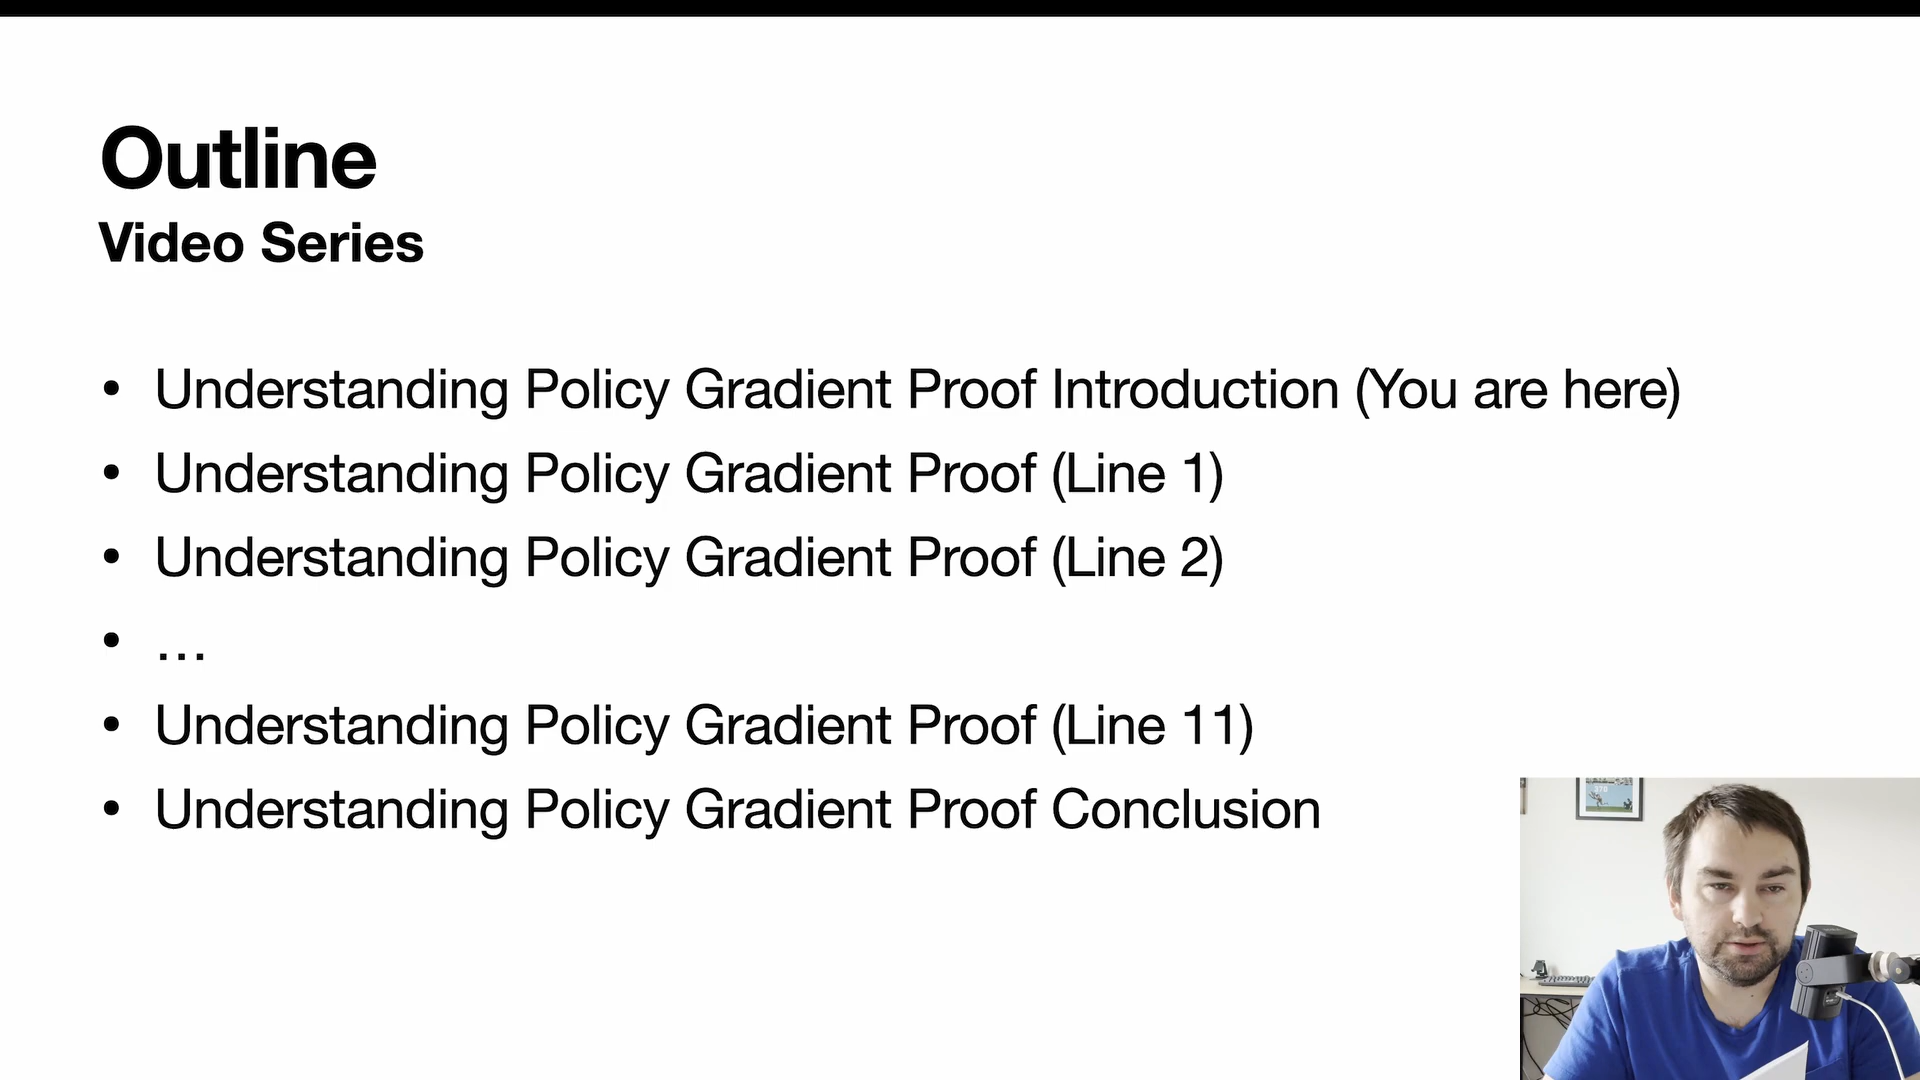 Outline
Video Series
• Understanding Policy Gradient Proof Introduction (You are here)
• Understanding Policy Gradient Proof (Line 1)
• Understanding Policy Gradient Proof (Line 2)
• …
• Understanding Policy Gradient Proof (Line 11)
• Understanding Policy Gradient Proof Conclusion